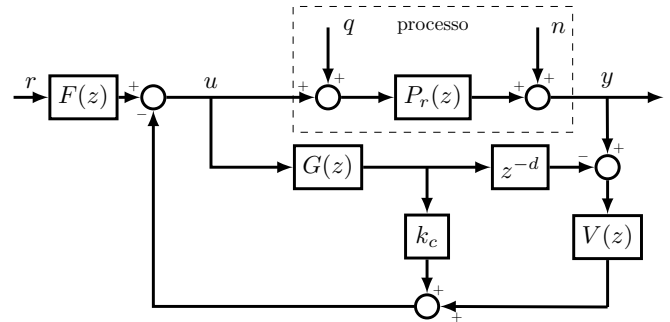 q
processo
n
r
F(z)
+
−
u
+
+
P_r(z)
+
+
y
G(z)
z^{-d}
−
+
k_c
V(z)
+
+